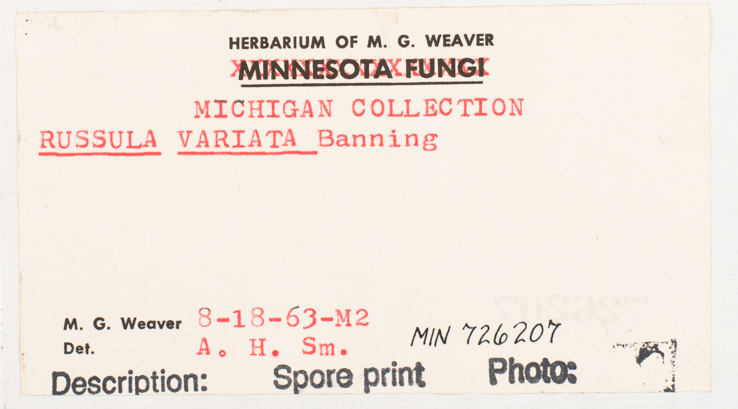 HERBARIUM OF M. G. WEAVER
MINNESOTA FUNGI
MICHIGAN COLLECTION
RUSSULA VARIATA Banning
M. G. Weaver 8-18-63-M2
Det. A. H. Sm.
MIN 726207
Description: Spore print Photo: